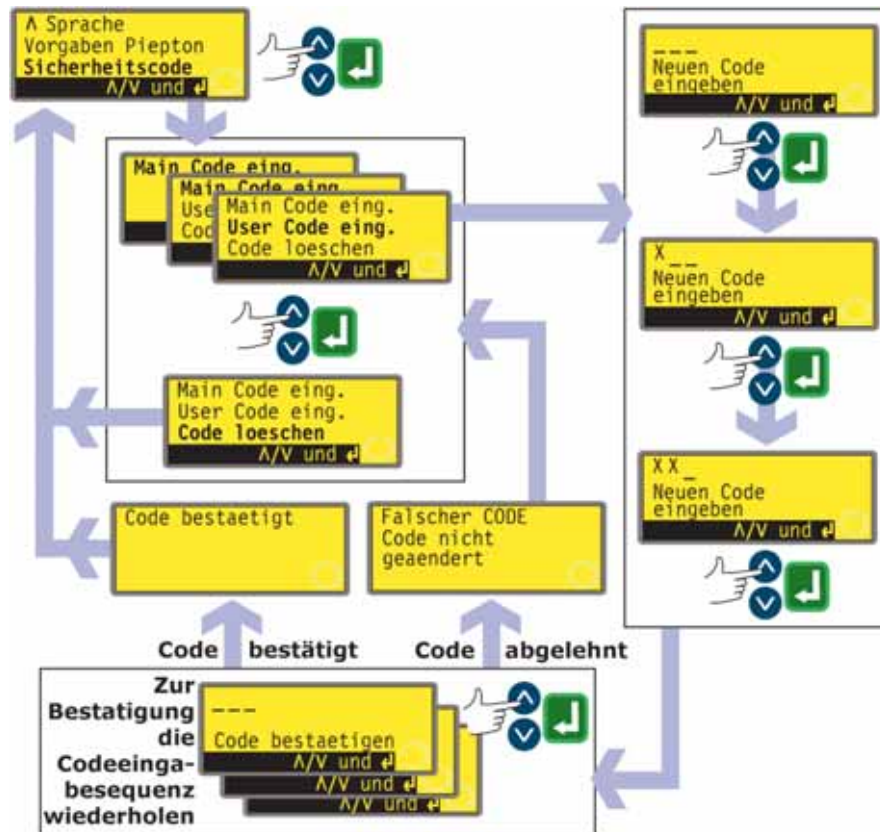 Λ Sprache
Vorgaben Piepton
Sicherheitscode
Λ/V und ↵
Main Code eing.
Main Code eing.
Use
Cod
Main Code eing.
User Code eing.
Code loeschen
Λ/V und ↵
Main Code eing.
User Code eing.
Code loeschen
Λ/V und ↵
Code bestaetigt
Falscher CODE
Code nicht
geaendert
_ _ _
Neuen Code
eingeben
Λ/V und ↵
X _ _
Neuen Code
eingeben
Λ/V und ↵
X X _
Neuen Code
eingeben
Λ/V und ↵
Code bestätigt
Code abgelehnt
Zur
Bestatigung
die
Codeeinga-
besequenz
wiederholen
_ _ _
Code bestaetigen
Λ/V und ↵
Λ/V und ↵
Λ/V und ↵